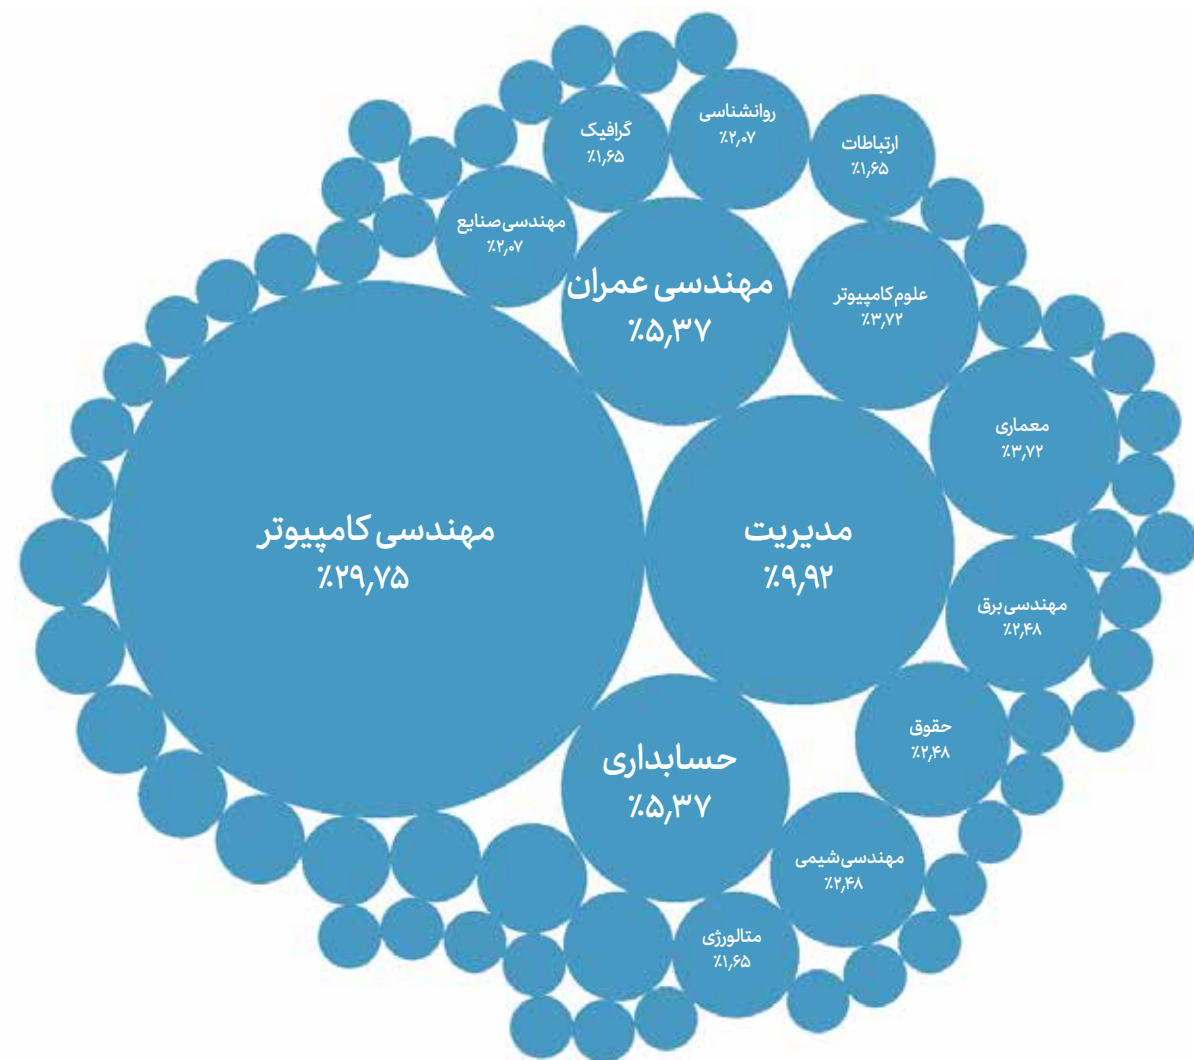 روانشناسی
٪۲٫۰۷
گرافیک
٪۱٫۶۵
ارتباطات
٪۱٫۶۵
مهندسی صنایع
٪۲٫۰۷
مهندسی عمران
٪۵٫۳۷
علوم کامپیوتر
٪۳٫۷۲
معماری
٪۳٫۷۲
مهندسی کامپیوتر
٪۲۹٫۷۵
مدیریت
٪۹٫۹۲
مهندسی برق
٪۲٫۴۸
حقوق
٪۲٫۴۸
حسابداری
٪۵٫۳۷
مهندسی شیمی
٪۲٫۴۸
متالورژی
٪۱٫۶۵